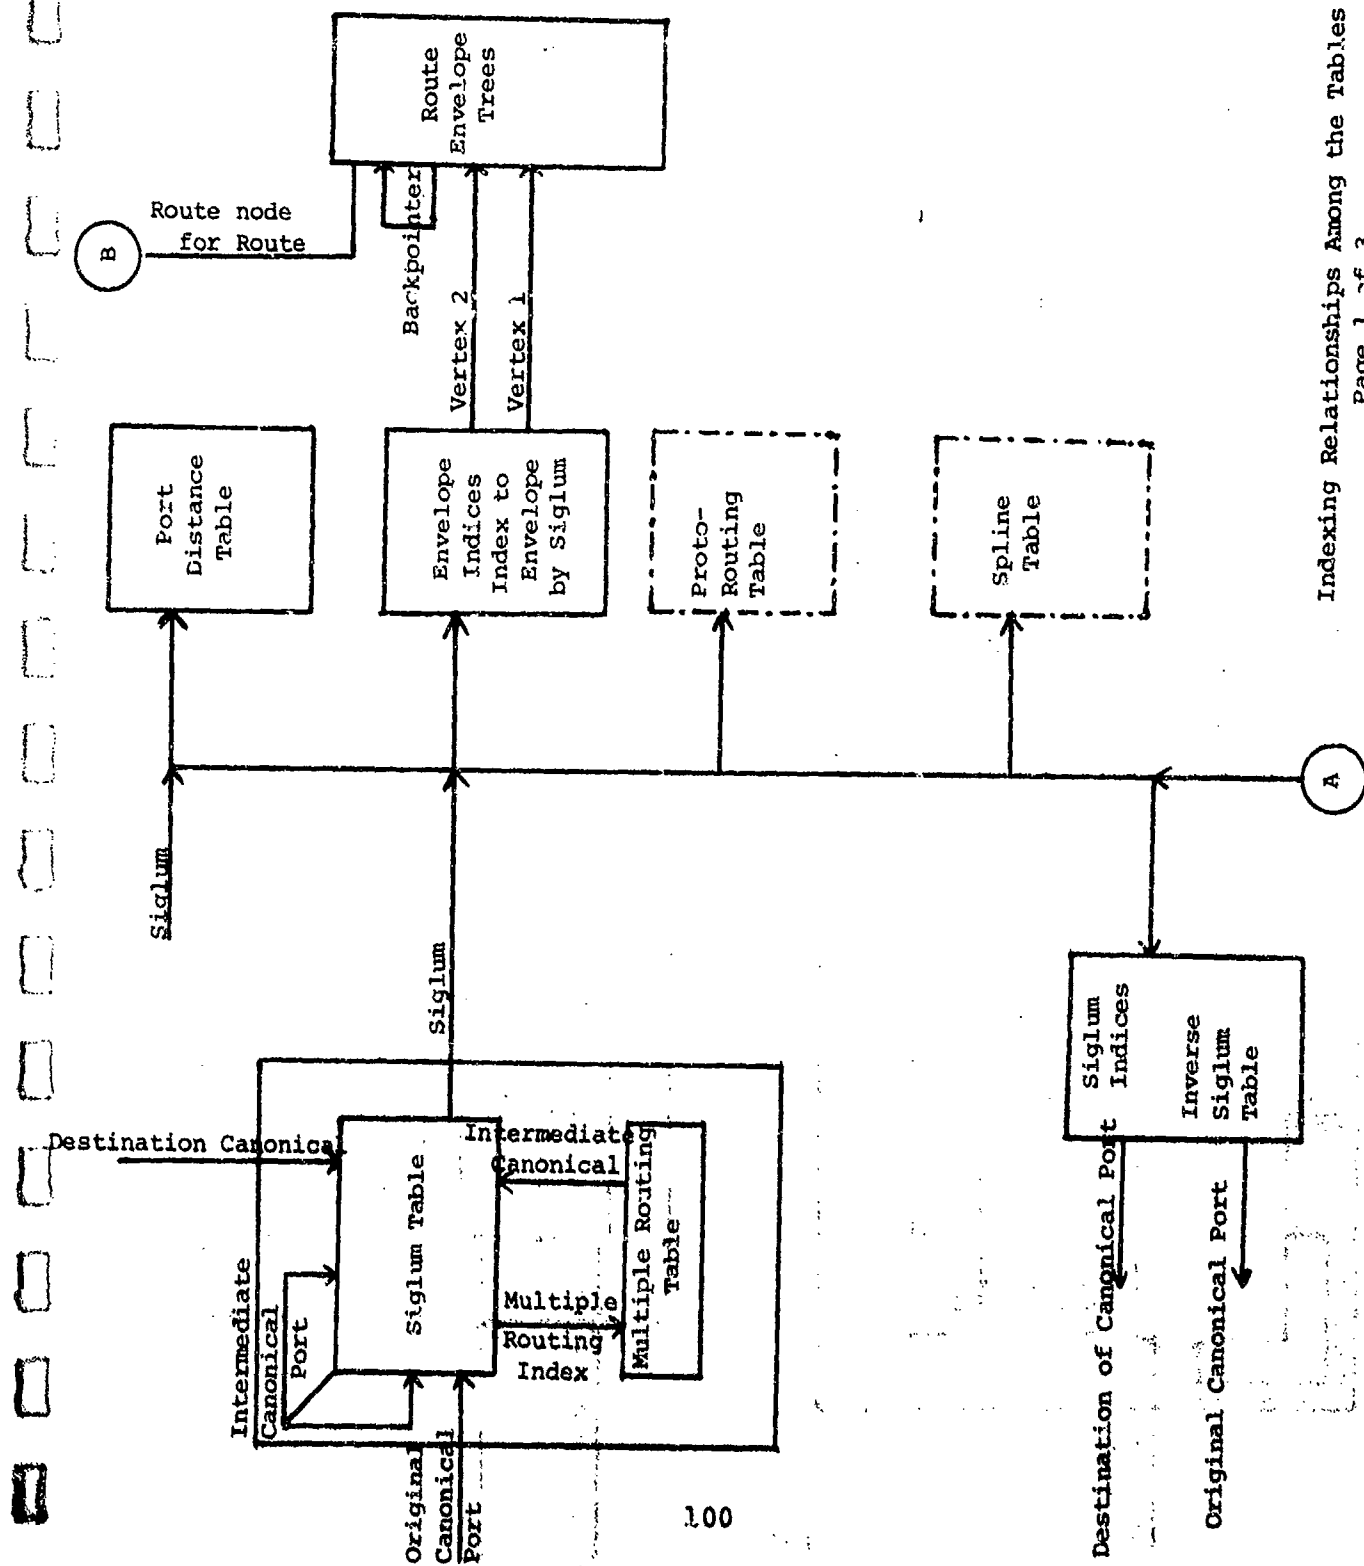 Route
Envelope
Trees
B
Route node
for Route
Backpointer
Vertex 2
Vertex 1
Port
Distance
Table
Envelope
Indices
Index to
Envelope
by Siglum
Proto-
Routing
Table
Spline
Table
Siglum
Siglum
A
Destination Canonical
Intermediate
Canonical
Port
Siglum Table
Intermediate
Canonical
Multiple
Routing
Index
Multiple Routing
Table
Original
Canonical
Port
Siglum
Indices
Inverse
Siglum
Table
Destination of Canonical Port
Original Canonical Port
Indexing Relationships Among the Tables
Page 1 of
100